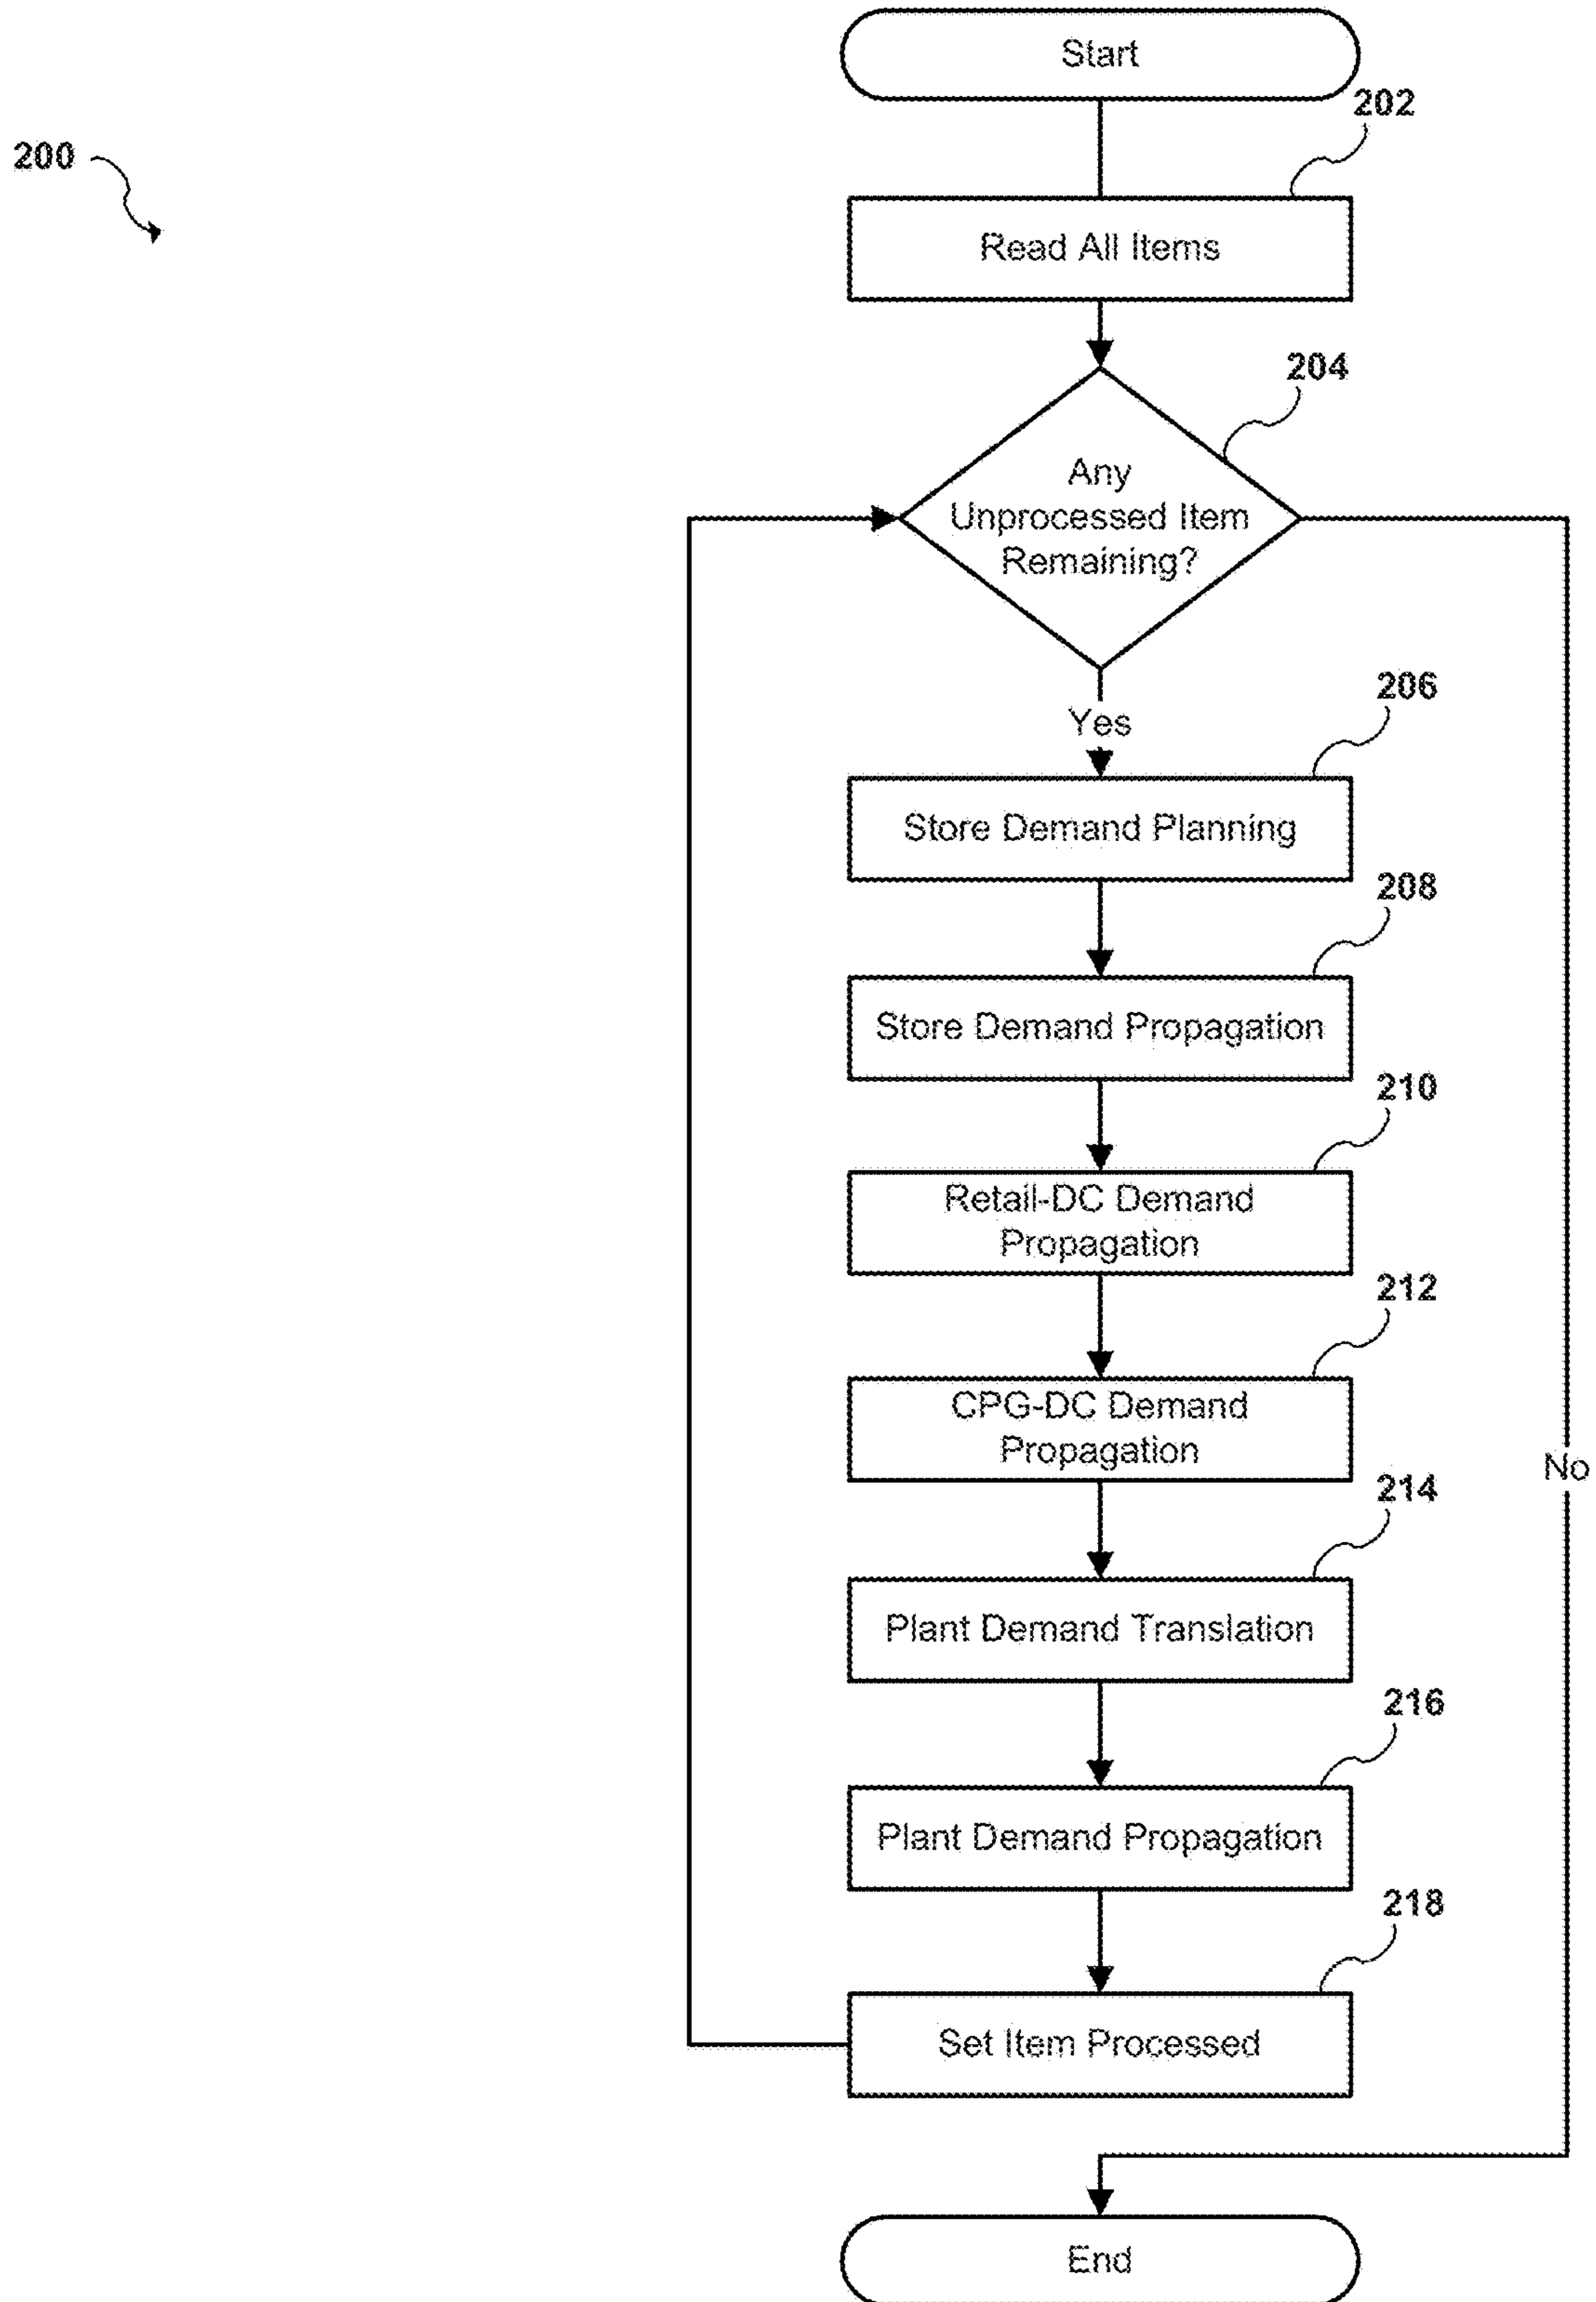 Start
202
200
Read All Items
204
Any
Unprocessed Item
Remaining?
206
Yes
Store Demand Planning
208
Store Demand Propagation
210
Retail-DC Demand
Propagation
212
CPG-DC Demand
Propagation
No
214
Plant Demand Translation
216
Plant Demand Propagation
218
Set Item Processed
End